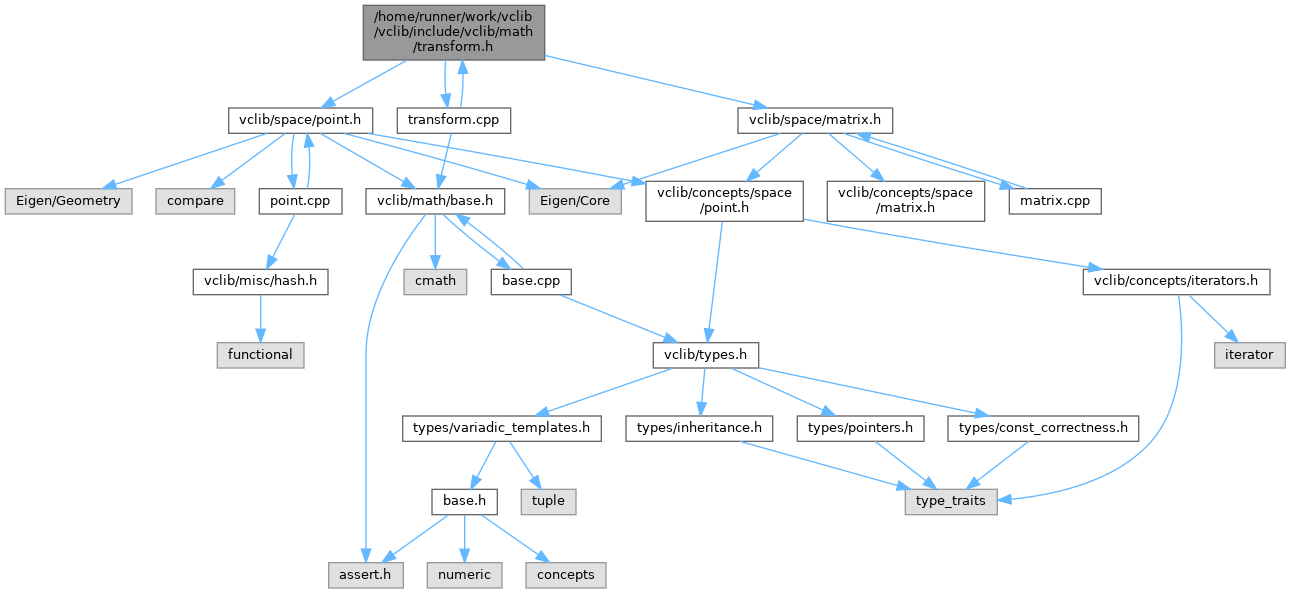 /home/runner/work/vclib
/vclib/include/vclib/math
/transform.h
vclib/space/point.h
transform.cpp
vclib/space/matrix.h
Eigen/Geometry
compare
point.cpp
vclib/math/base.h
Eigen/Core
vclib/concepts/space
/point.h
vclib/concepts/space
/matrix.h
matrix.cpp
vclib/misc/hash.h
cmath
base.cpp
vclib/concepts/iterators.h
functional
vclib/types.h
iterator
types/variadic_templates.h
types/inheritance.h
types/pointers.h
types/const_correctness.h
base.h
tuple
type_traits
assert.h
numeric
concepts